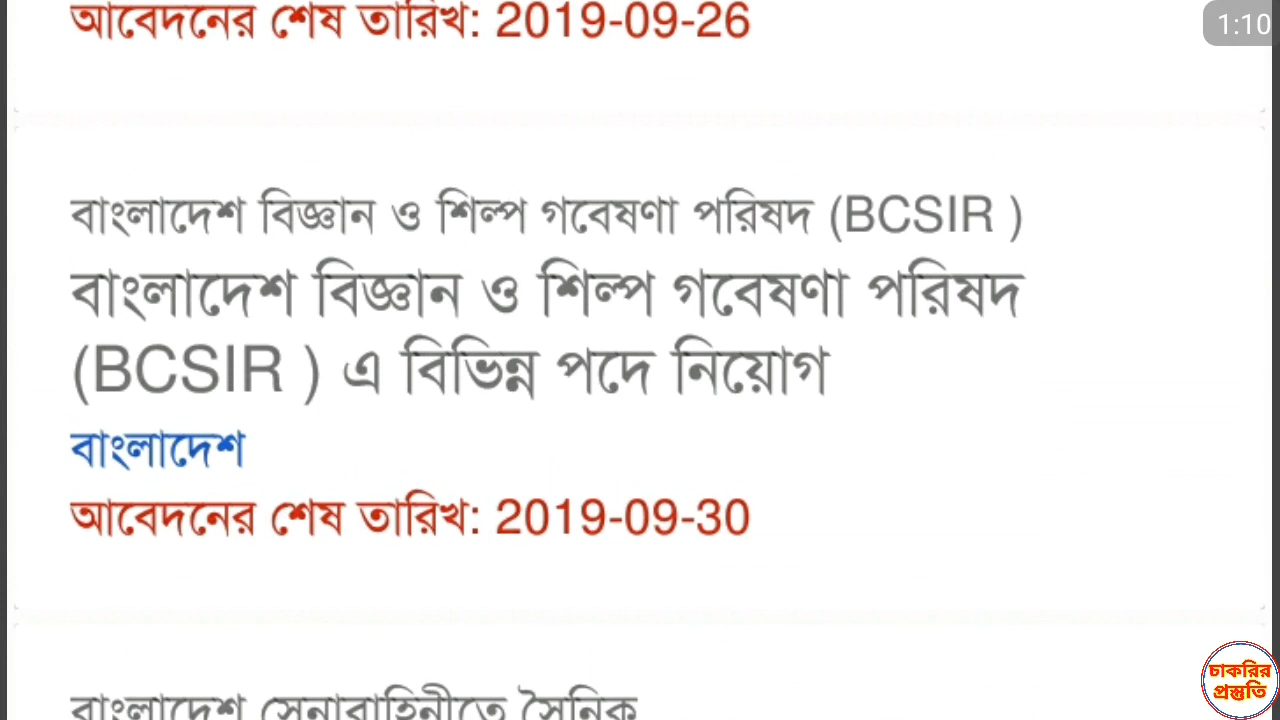 আবেদনের শেষ তারিখ: 2019-09-26
1:10
বাংলাদেশ বিজ্ঞান ও শিল্প গবেষণা পরিষদ (BCSIR )
বাংলাদেশ বিজ্ঞান ও শিল্প গবেষণা পরিষদ
(BCSIR ) এ বিভিন্ন পদে নিয়োগ
বাংলাদেশ
আবেদনের শেষ তারিখ: 2019-09-30
চাকরির
প্রস্তুতি
বাংলাদেশ সেনাবাহিনীতে সৈনিক